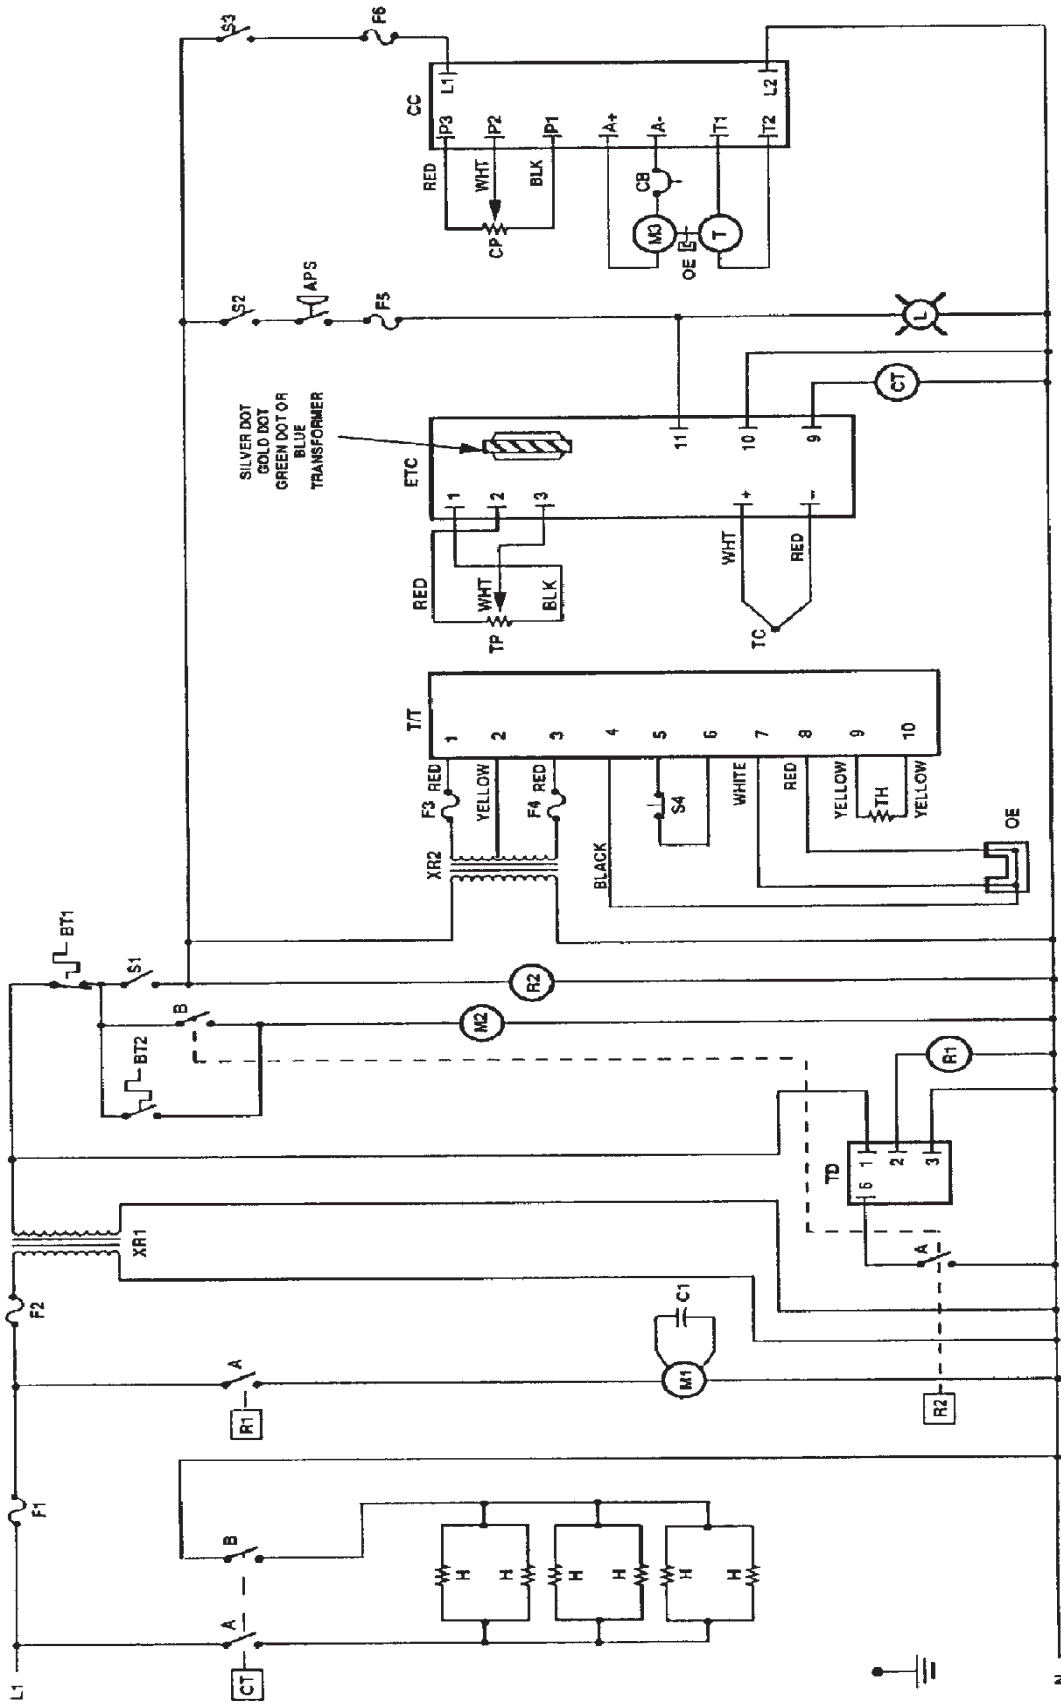 L1
F1
F2
CT
A
B
H
H
H
H
H
H
R1
A
M1
C1
R2
A
XR1
TD
5
1
2
3
R1
BT2
B
M2
BT1
S1
R2
XR2
F3
RED
YELLOW
F4
RED
BLACK
S4
WHITE
RED
YELLOW
TH
YELLOW
OE
T/T
1
2
3
4
5
6
7
8
9
10
TP
RED
WHT
BLK
TC
WHT
RED
ETC
1
2
3
+
−
11
10
9
SILVER DOT
GOLD DOT
GREEN DOT OR
BLUE
TRANSFORMER
CT
S2
APS
F5
L
CP
RED
WHT
BLK
M3
CB
OE
T
CC
P3
P2
P1
A+
A-
T1
T2
L1
L2
S3
F6
N